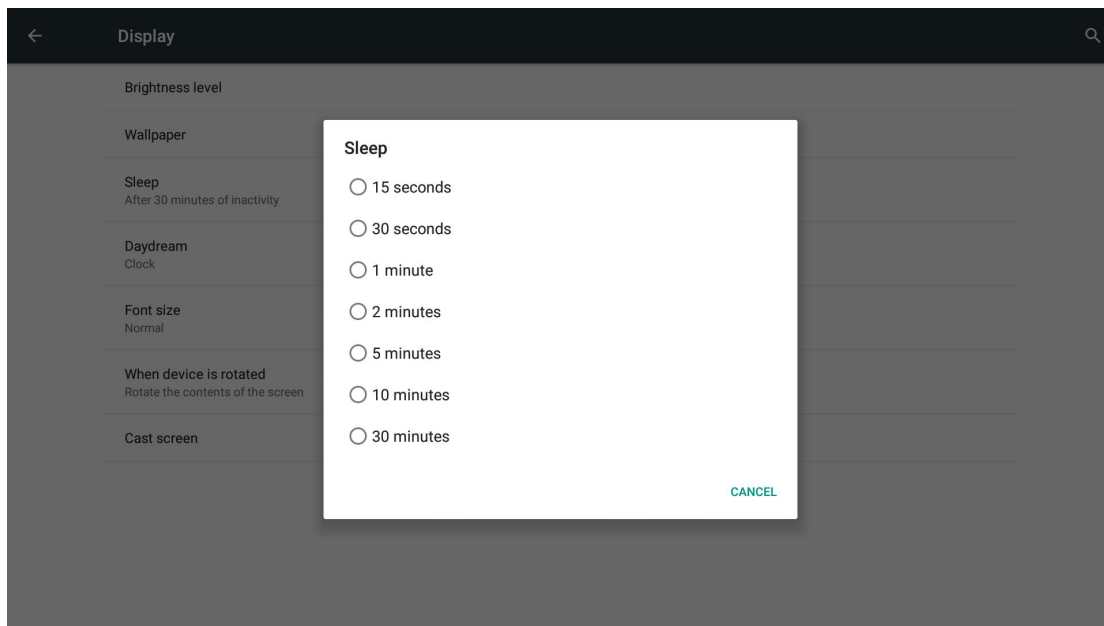 Display
Brightness level
Wallpaper
Sleep
After 30 minutes of inactivity
Daydream
Clock
Font size
Normal
When device is rotated
Rotate the contents of the screen
Cast screen
Sleep
15 seconds
30 seconds
1 minute
2 minutes
5 minutes
10 minutes
30 minutes
CANCEL